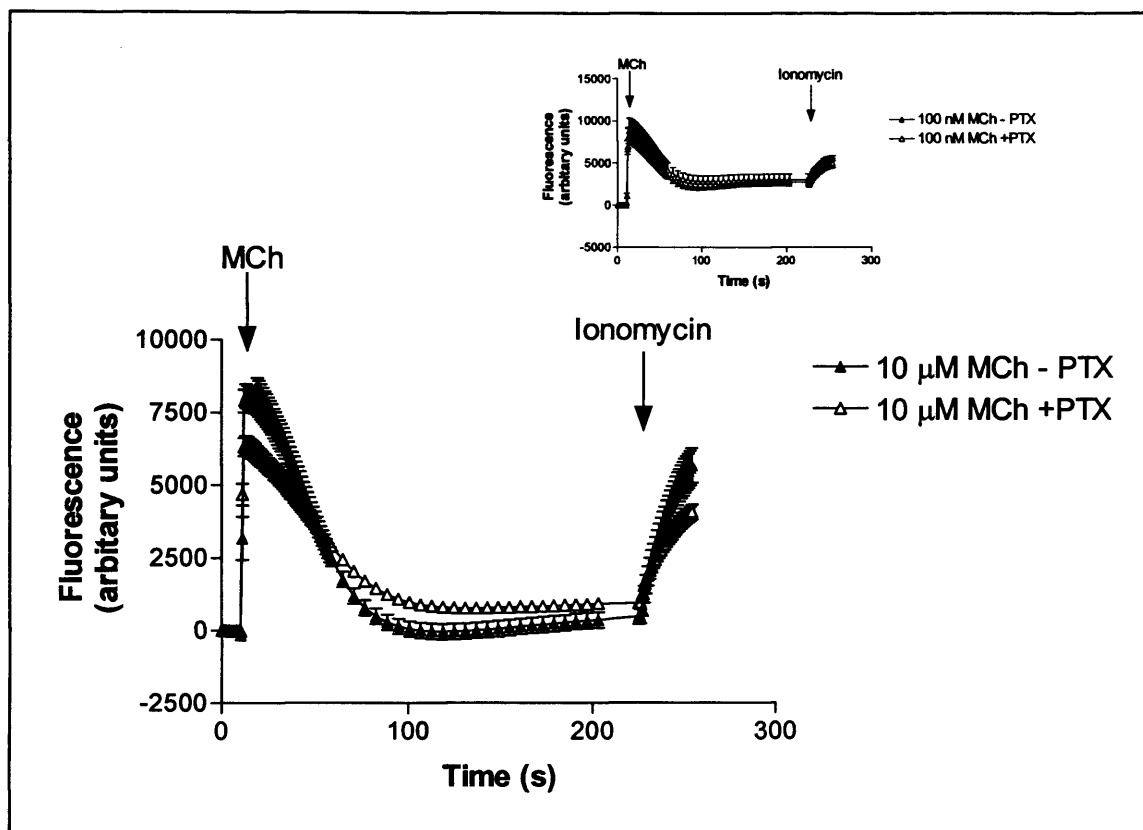 MCh
Ionomycin
15000
10000
5000
0
-5000
Fluorescence
(arbitary units)
0
100
200
300
Time (s)
100 nM MCh - PTX
100 nM MCh +PTX
MCh
Ionomycin
10000
7500
5000
2500
0
-2500
Fluorescence
(arbitary units)
0
100
200
300
Time (s)
10 μM MCh - PTX
10 μM MCh +PTX